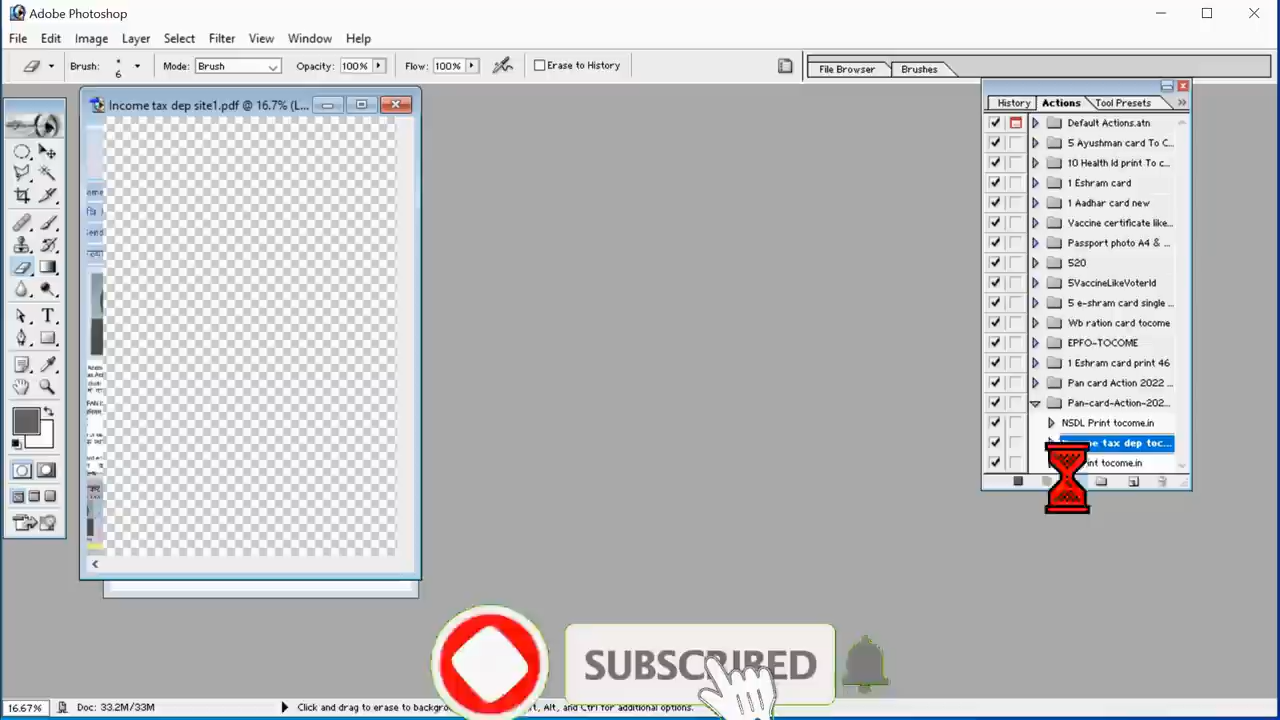 Adobe Photoshop
File Edit Image Layer Select Filter View Window Help
Brush: 6 Mode: Brush Opacity: 100% Flow: 100% Erase to History File Browser Brushes
Income tax dep site1.pdf @ 16.7% (L...
History Actions Tool Presets
Default Actions.atn
5 Ayushman card To C...
10 Health Id print To c...
1 Eshram card
1 Aadhar card new
Vaccine certificate like...
Passport photo A4 & ...
520
5VaccineLikeVoterId
5 e-shram card single ...
Wb ration card tocome
EPFO-TOCOME
1 Eshram card print 46
Pan card Action 2022 ...
Pan-card-Action-202...
NSDL Print tocome.in
tax dep toc...
tocome.in
SUBSCRIBED
16.67% Doc: 33.2M/33M Click and drag to erase to Alt, and Ctrl for additional options.